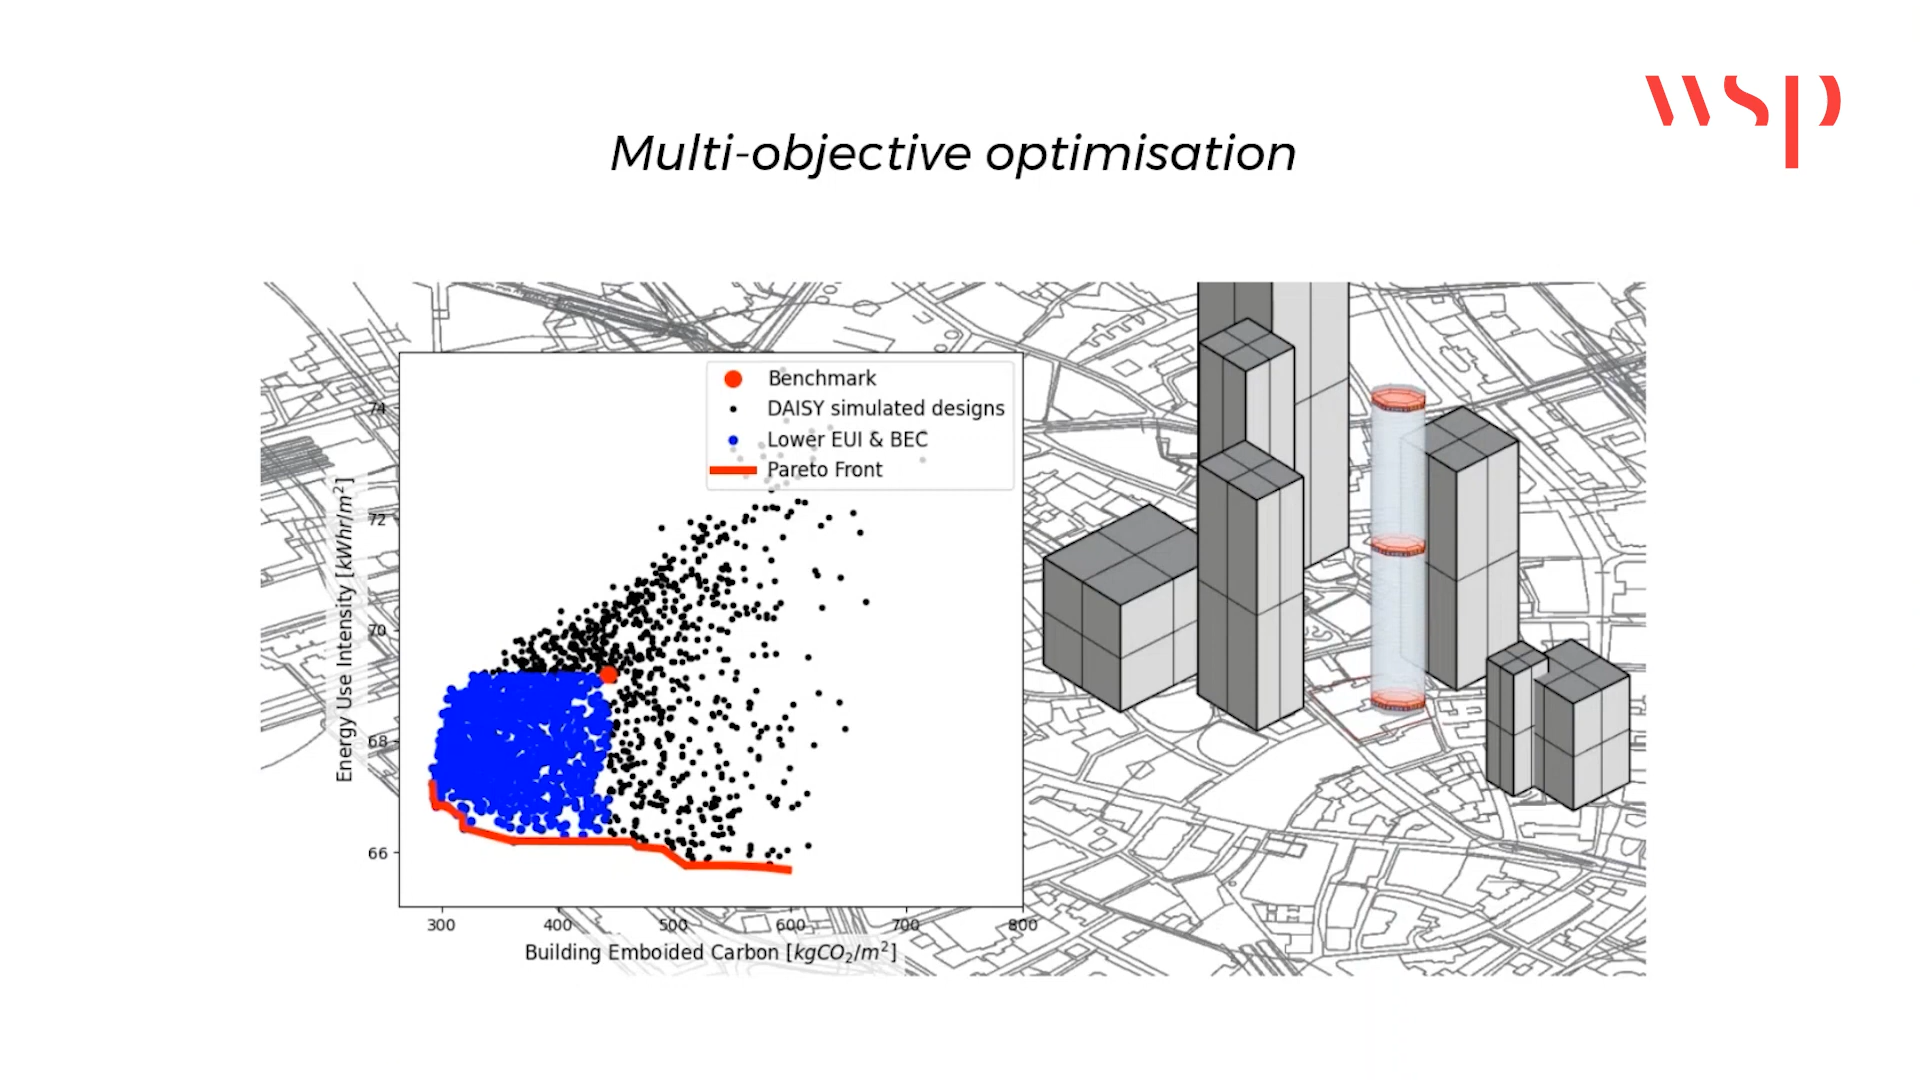 wsp
Multi-objective optimisation
Benchmark
DAISY simulated designs
Lower EUI & BEC
Pareto Front
Energy Use Intensity [kWhr/m²]
74
72
70
68
66
300 400 500 600 700 800
Building Emboided Carbon [kgCO₂/m²]